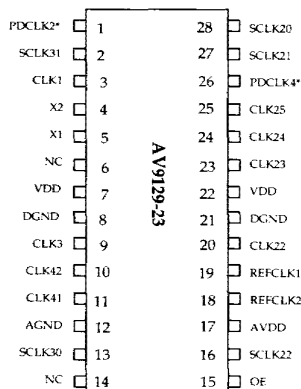 PDCLK2* 1 28 SCLK20
SCLK31 2 27 SCLK21
CLK1 3 26 PDCLK4*
X2 4 25 CLK25
X1 5 24 CLK24
NC 6 23 CLK23
VDD 7 22 VDD
DGND 8 21 DGND
CLK3 9 20 CLK22
CLK42 10 19 REFCLK1
CLK41 11 18 REFCLK2
AGND 12 17 AVDD
SCLK30 13 16 SCLK22
NC 14 15 OE
AV9129-23